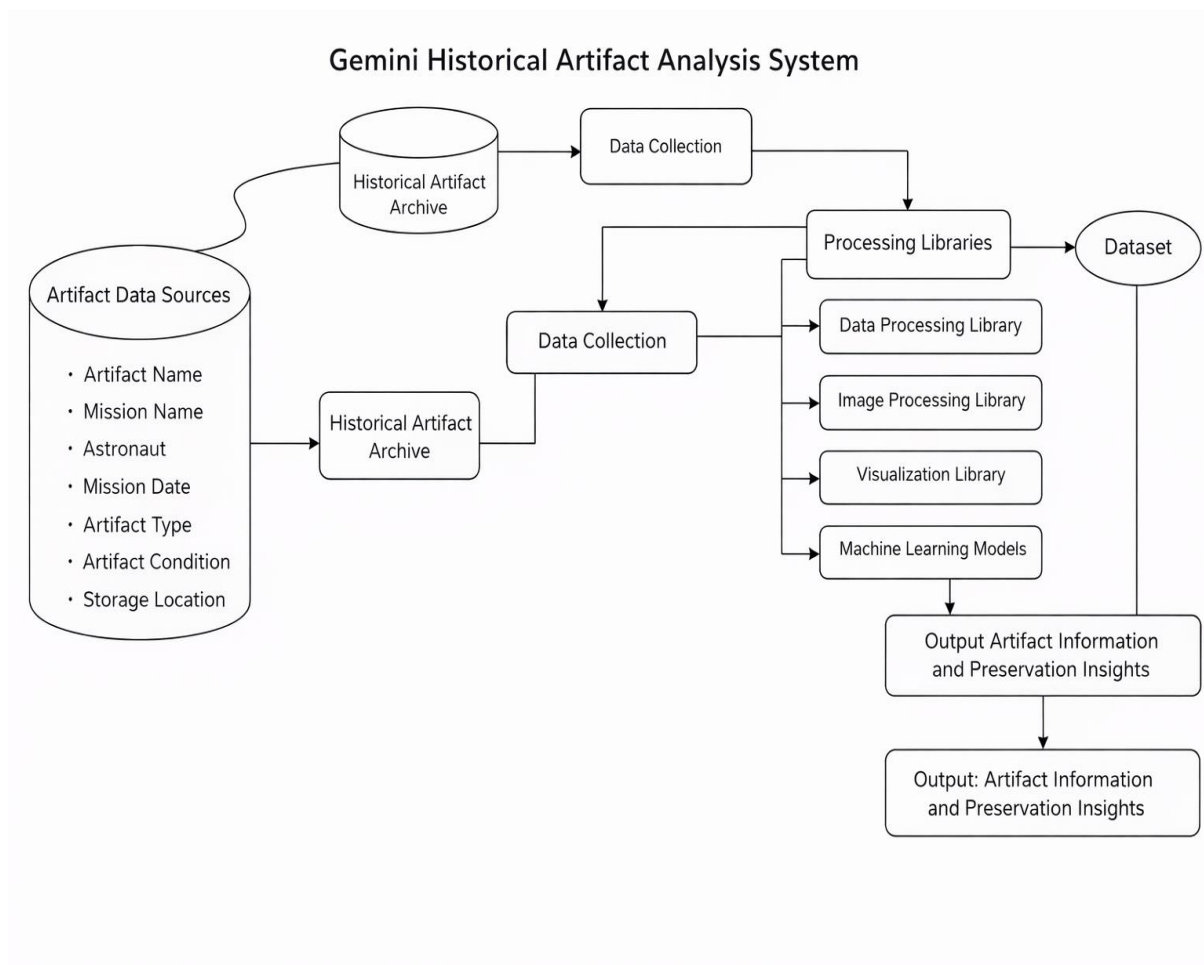 Gemini Historical Artifact Analysis System
Historical Artifact
Archive
Data Collection
Processing Libraries
Dataset
Artifact Data Sources
• Artifact Name
• Mission Name
• Astronaut
• Mission Date
• Artifact Type
• Artifact Condition
• Storage Location
Historical Artifact
Archive
Data Collection
Data Processing Library
Image Processing Library
Visualization Library
Machine Learning Models
Output Artifact Information
and Preservation Insights
Output: Artifact Information
and Preservation Insights